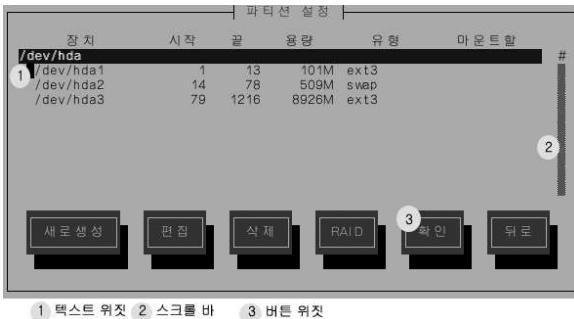 파티션 설정
장치 시작 끝 용량 유형 마운트할
/dev/hda #
1 /dev/hda1 1 13 101M ext3
/dev/hda2 14 78 509M swap
/dev/hda3 79 1216 8926M ext3
2
3
새로생성 편집 삭제 RAID 확인 뒤로
1 텍스트 위짓 2 스크롤 바 3 버튼 위짓